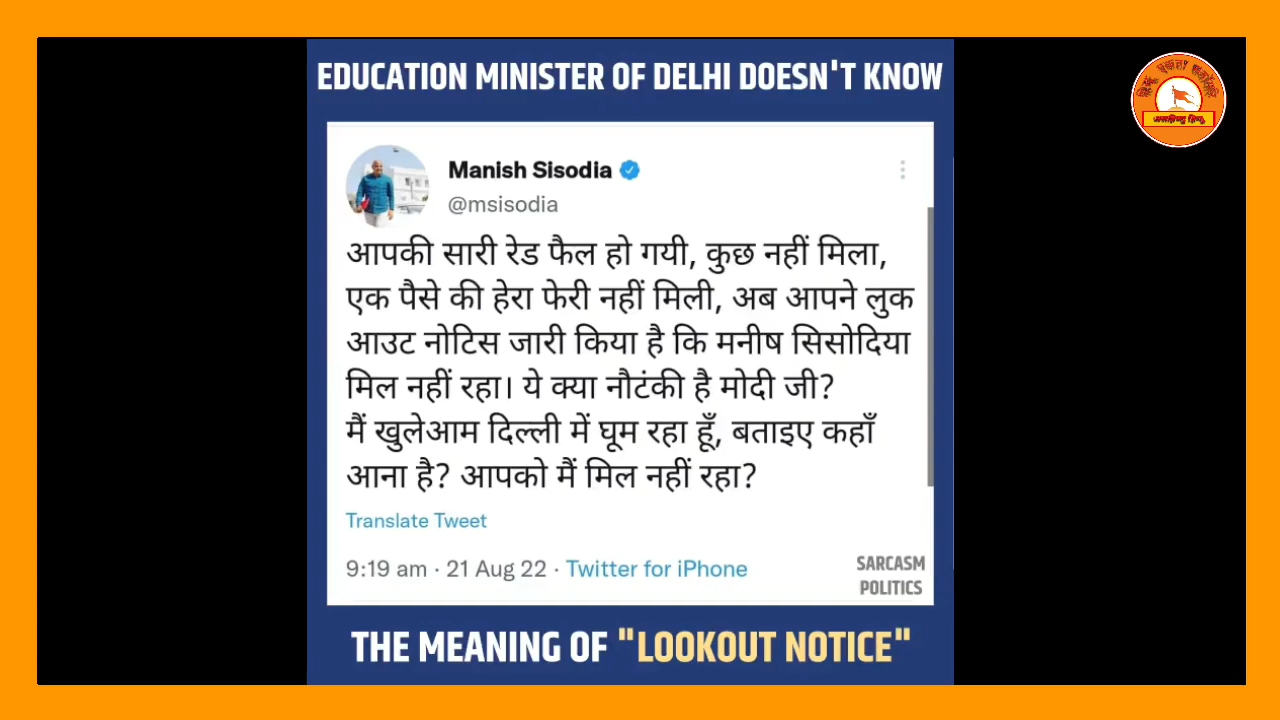 EDUCATION MINISTER OF DELHI DOESN'T KNOW
Manish Sisodia
@msisodia
आपकी सारी रेड फैल हो गयी, कुछ नहीं मिला,
एक पैसे की हेरा फेरी नहीं मिली, अब आपने लुक
आउट नोटिस जारी किया है कि मनीष सिसोदिया
मिल नहीं रहा। ये क्या नौटंकी है मोदी जी?
मैं खुलेआम दिल्ली में घूम रहा हूँ, बताइए कहाँ
आना है? आपको मैं मिल नहीं रहा?
Translate Tweet
9:19 am · 21 Aug 22 · Twitter for iPhone
SARCASM
POLITICS
THE MEANING OF "LOOKOUT NOTICE"